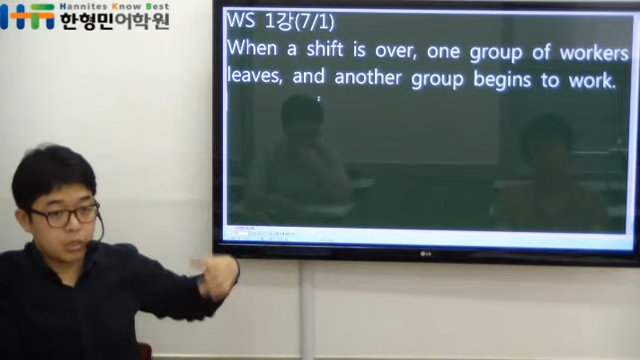 Hannites Know Best
한형민어학원
WS 1강(7/1)
When a shift is over, one group of workers
leaves, and another group begins to work.
LG